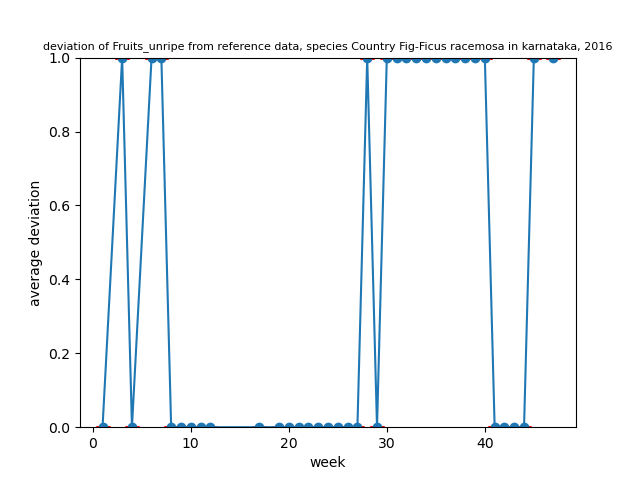 deviation of Fruits_unripe from reference data, species Country Fig-Ficus racemosa in karnataka, 2016
1.0
0.8
0.6
0.4
0.2
0.0
average deviation
0 10 20 30 40
week